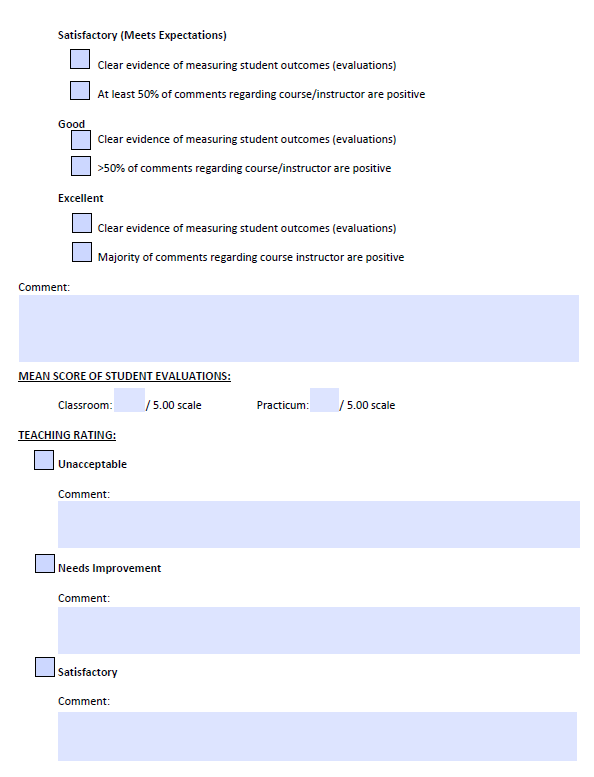 Satisfactory (Meets Expectations)
Clear evidence of measuring student outcomes (evaluations)
At least 50% of comments regarding course/instructor are positive
Good
Clear evidence of measuring student outcomes (evaluations)
>50% of comments regarding course/instructor are positive
Excellent
Clear evidence of measuring student outcomes (evaluations)
Majority of comments regarding course instructor are positive
Comment:
MEAN SCORE OF STUDENT EVALUATIONS:
Classroom: / 5.00 scale Practicum: / 5.00 scale
TEACHING RATING:
Unacceptable
Comment:
Needs Improvement
Comment:
Satisfactory
Comment: